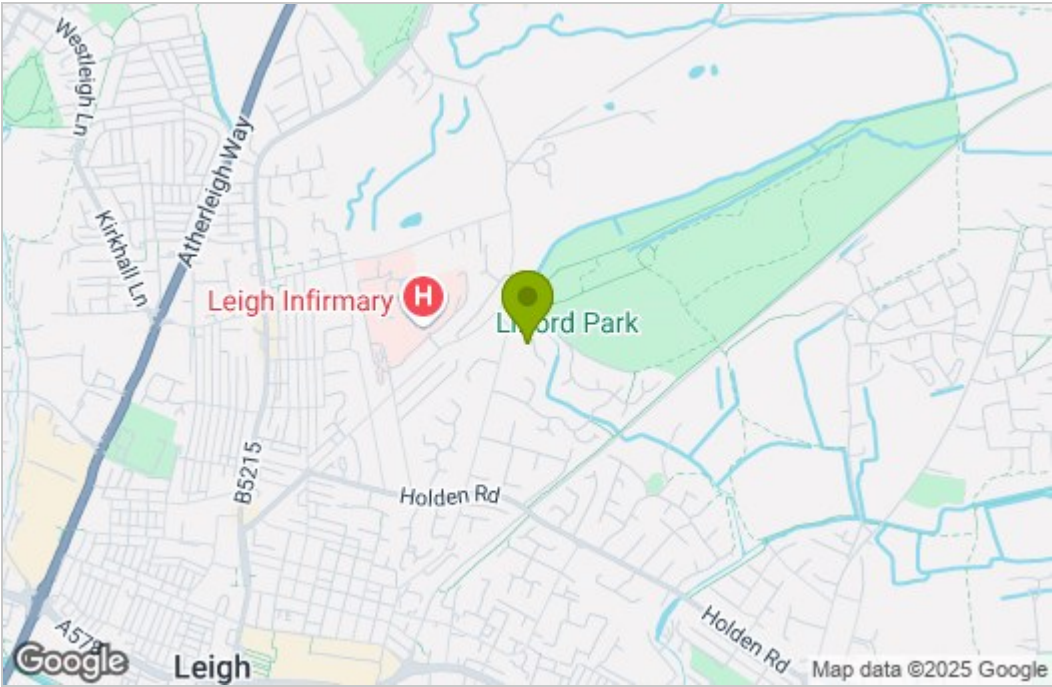 Westleigh Ln
Atherleigh Way
Kirkhall Ln
Leigh Infirmary
H
Park
B5215
Holden Rd
Holden Rd
A578
Leigh
Google
Map data ©2025 Google